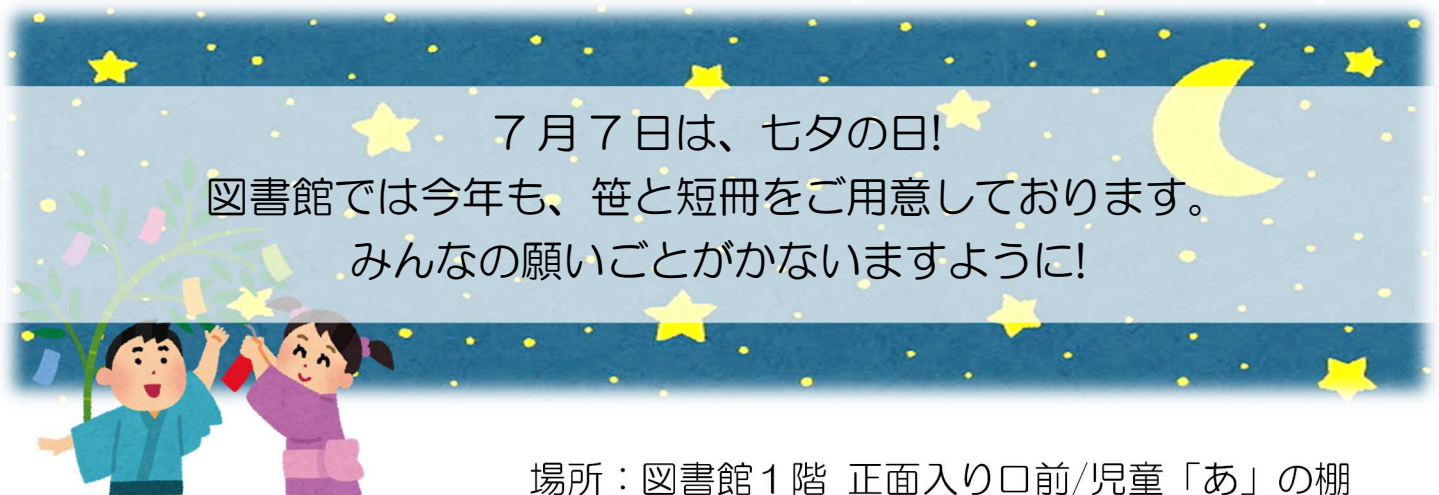 ７月７日は、七夕の日!
図書館では今年も、笹と短冊をご用意しております。
みんなの願いごとがかないますように!
場所：図書館１階 正面入り口前/児童「あ」の棚